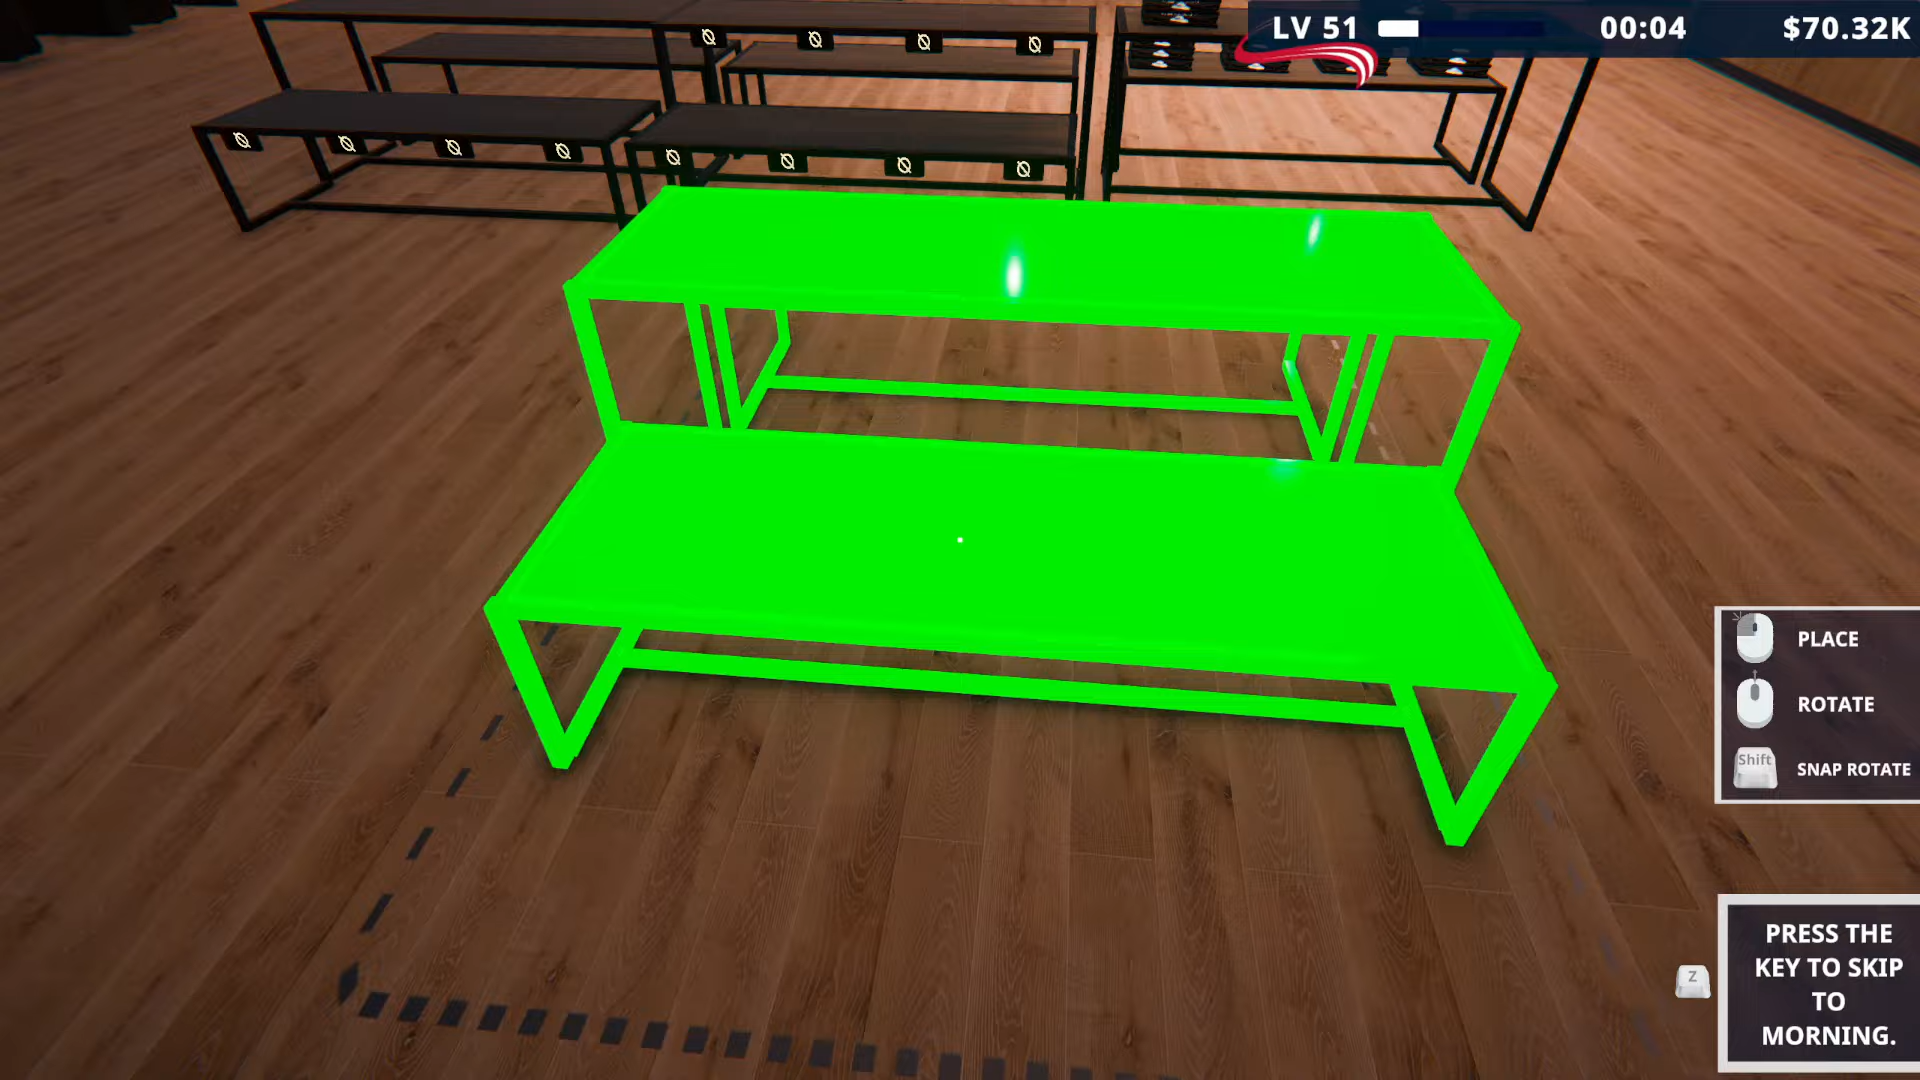 LV 51
00:04
$70.32K
PLACE
ROTATE
Shift
SNAP ROTATE
Z
PRESS THE
KEY TO SKIP
TO
MORNING.